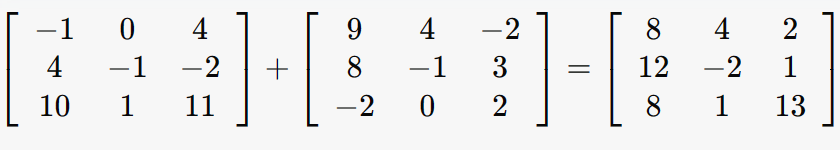 [ −1 0 4 ] + [ 9 4 −2 ] = [ 8 4 2 ]
[ 4 −1 −2 ] [ 8 −1 3 ] [ 12 −2 1 ]
[ 10 1 11 ] [ −2 0 2 ] [ 8 1 13 ]